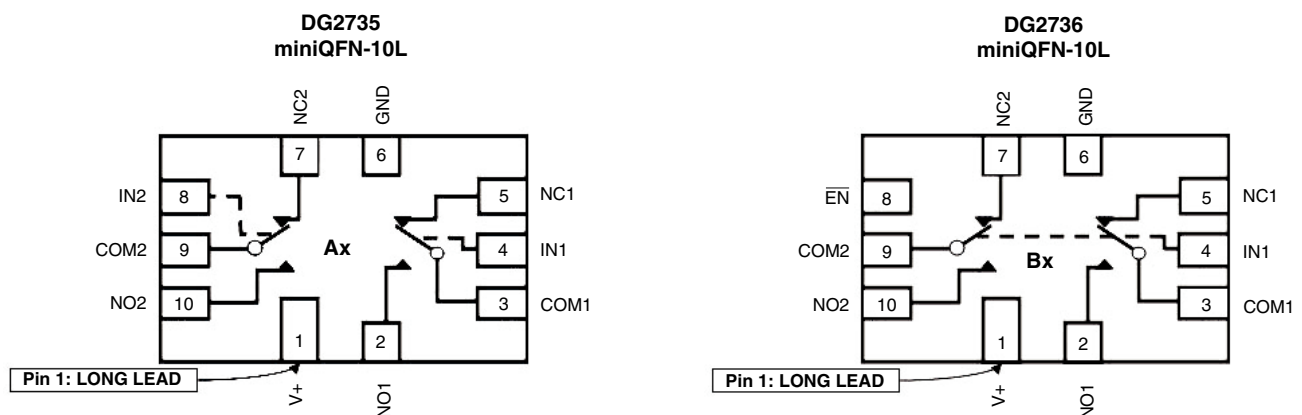 DG2735
miniQFN-10L
NC2
GND
7
6
IN2
8
5
NC1
COM2
9
Ax
4
IN1
NO2
10
3
COM1
1
2
Pin 1: LONG LEAD
V+
NO1
DG2736
miniQFN-10L
NC2
GND
7
6
EN
8
5
NC1
COM2
9
Bx
4
IN1
NO2
10
3
COM1
1
2
Pin 1: LONG LEAD
V+
NO1